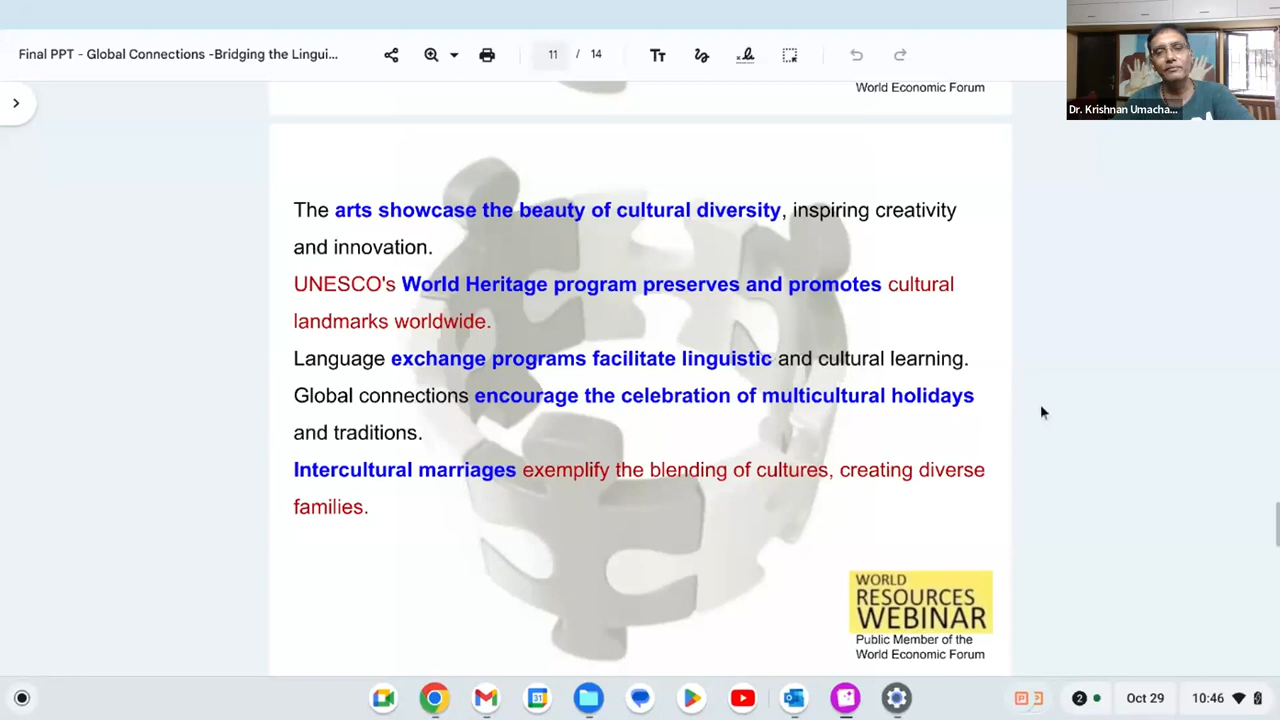 Final PPT - Global Connections -Bridging the Lingui...
11 / 14
Dr. Krishnan Umacha...
World Economic Forum
The arts showcase the beauty of cultural diversity, inspiring creativity
and innovation.
UNESCO's World Heritage program preserves and promotes cultural
landmarks worldwide.
Language exchange programs facilitate linguistic and cultural learning.
Global connections encourage the celebration of multicultural holidays
and traditions.
Intercultural marriages exemplify the blending of cultures, creating diverse
families.
WORLD
RESOURCES
WEBINAR
Public Member of the
World Economic Forum
31
2
Oct 29
10:46